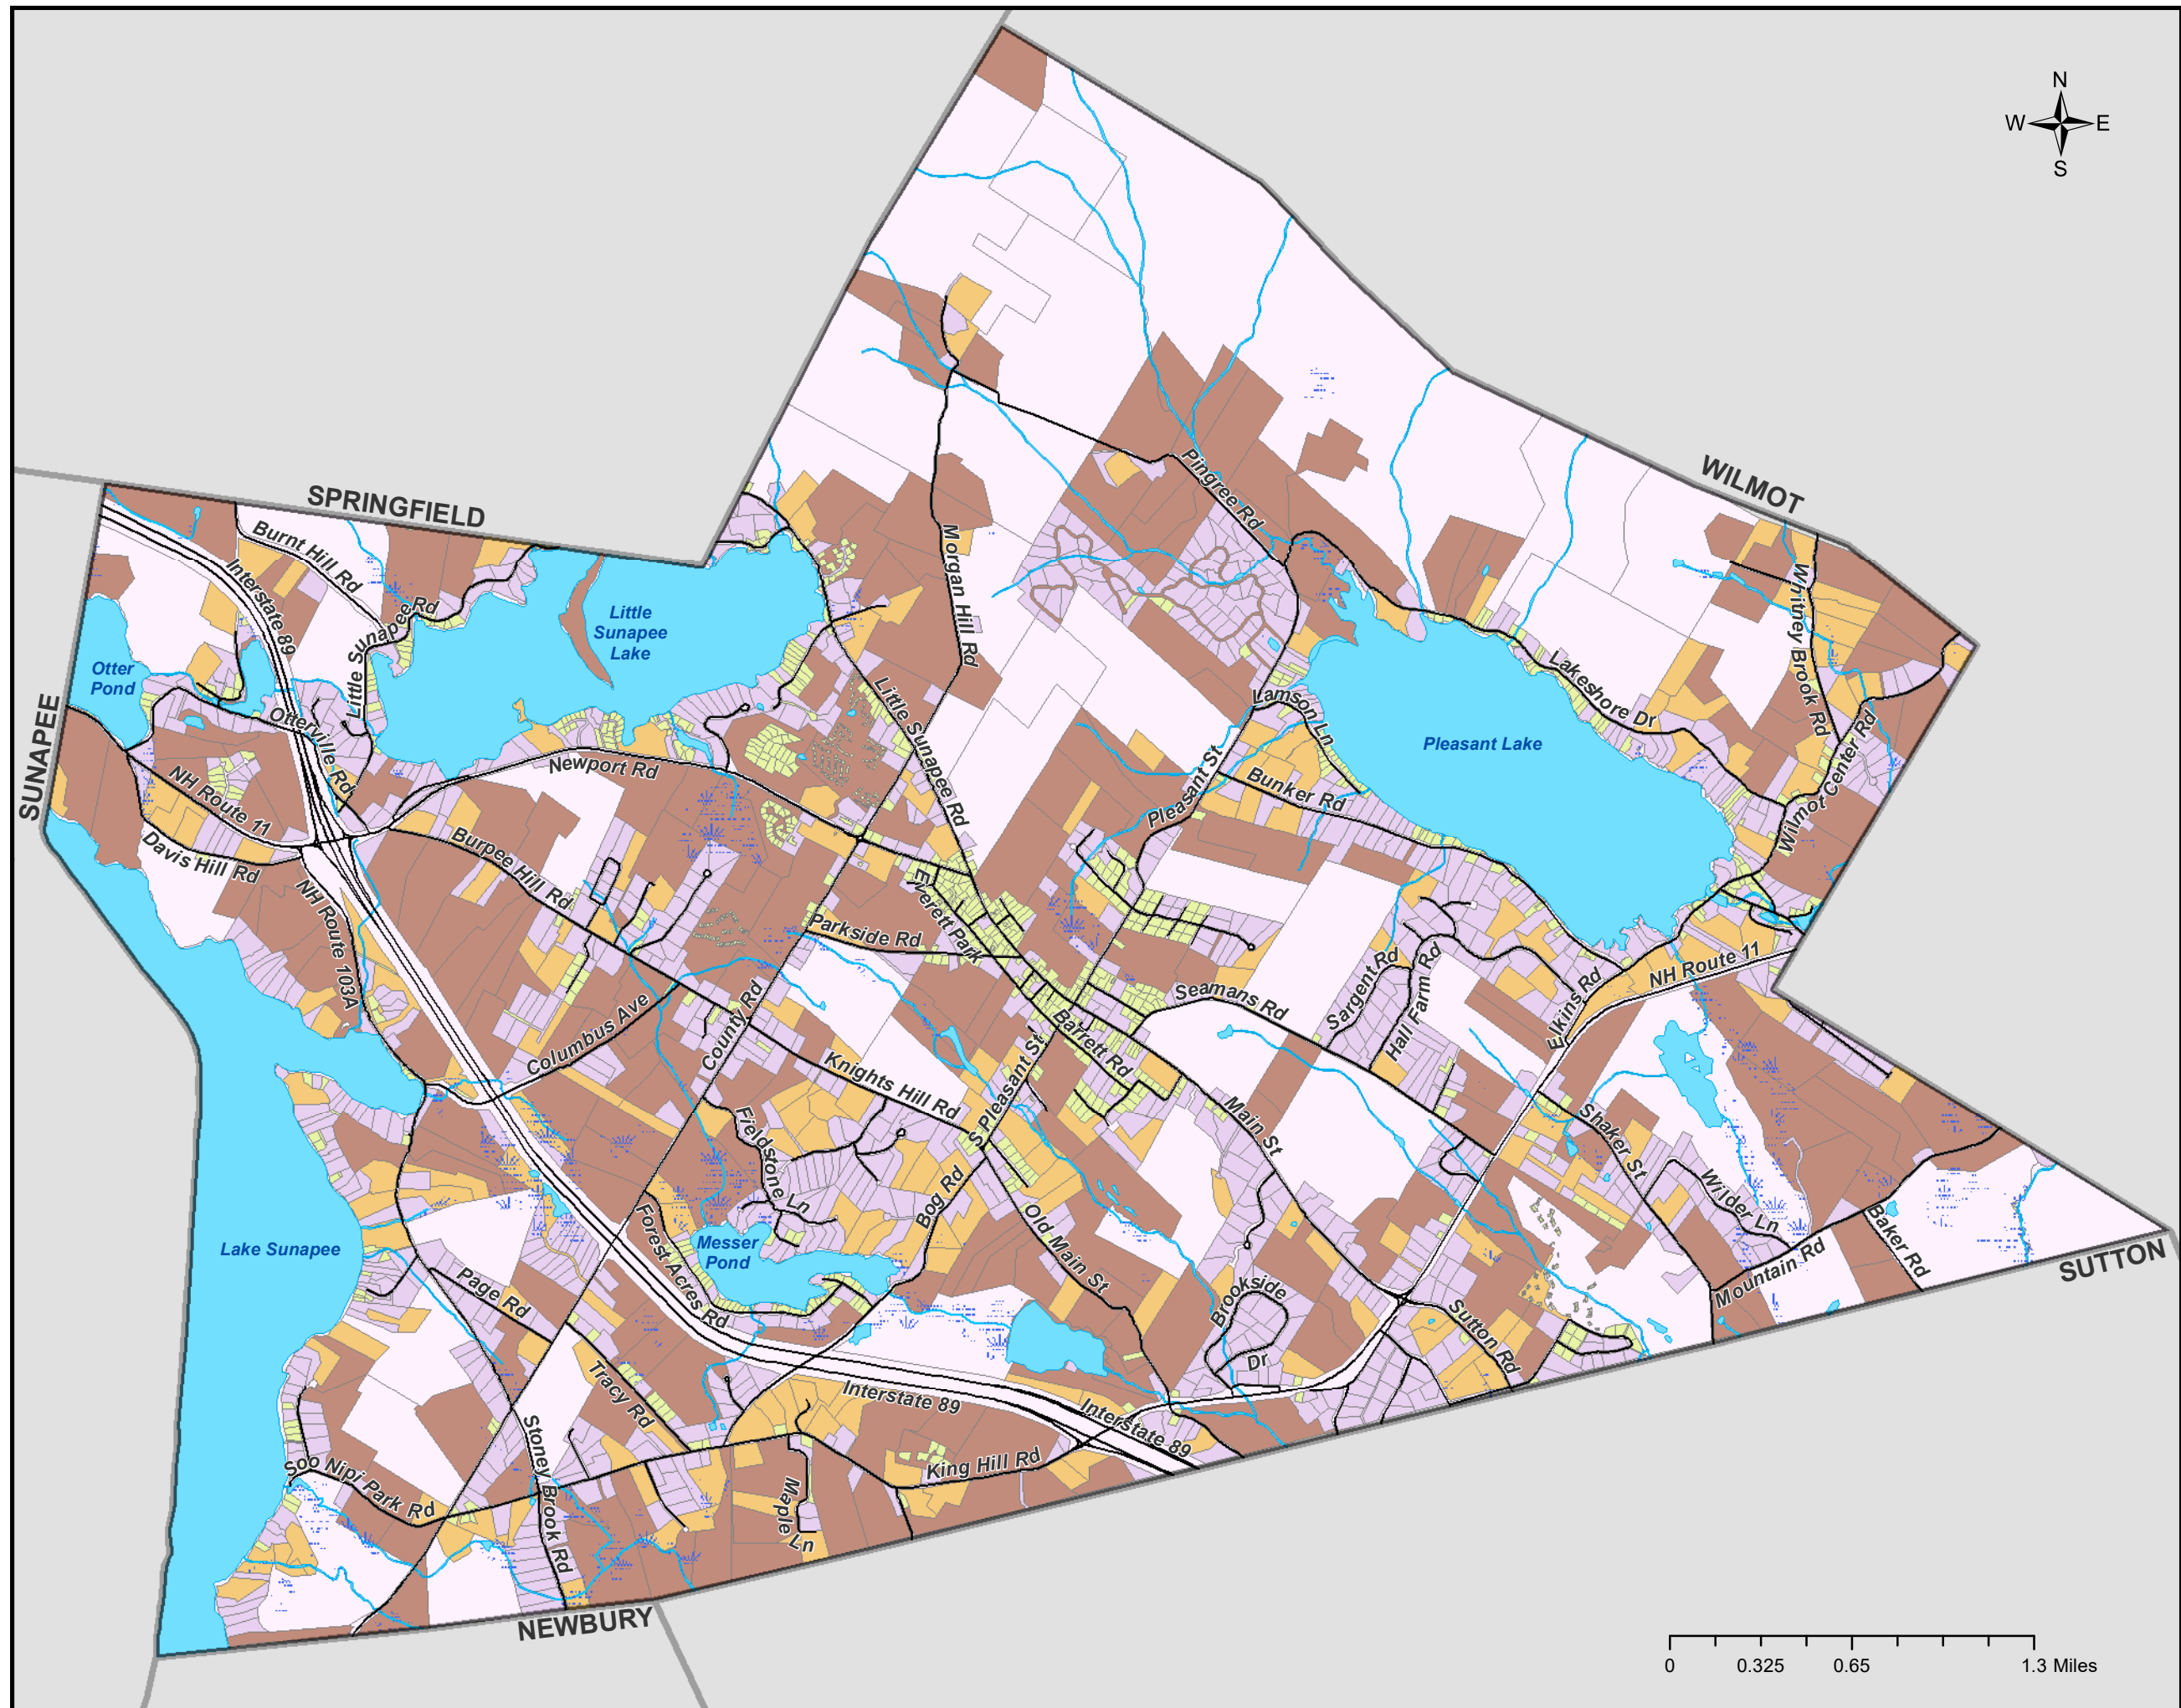 N
W E
S
WILMOT
SPRINGFIELD
SUNAPEE
SUTTON
NEWBURY
Burnt Hill Rd
Interstate 89
Little Sunapee Rd
Little
Sunapee
Lake
Otter
Pond
Otterville Rd
NH Route 11
Davis Hill Rd
NH Route 103A
Newport Rd
Burpee Hill Rd
Morgan Hill Rd
Pingree Rd
Little Sunapee Rd
Lamson Ln
Pleasant St
Bunker Rd
Pleasant Lake
Lakeshore Dr
Whitney Brook Rd
Wilmot Center Rd
Everett Park
Parkside Rd
Columbus Ave
County Rd
Knights Hill Rd
Barrett Rd
S Pleasant St
Seamans Rd
Sargent Rd
Hall Farm Rd
Elkins Rd
NH Route 11
Main St
Shaker St
Wilder Ln
Mountain Rd
Baker Rd
Fieldstone Ln
Bog Rd
Old Main St
Forest Acres Rd
Messer
Pond
Lake Sunapee
Page Rd
Tracy Rd
Brookside
Dr
Sutton Rd
Interstate 89
Interstate 89
King Hill Rd
Stoney Brook Rd
Soo Nipi Park Rd
Maple Ln
0 0.325 0.65 1.3 Miles